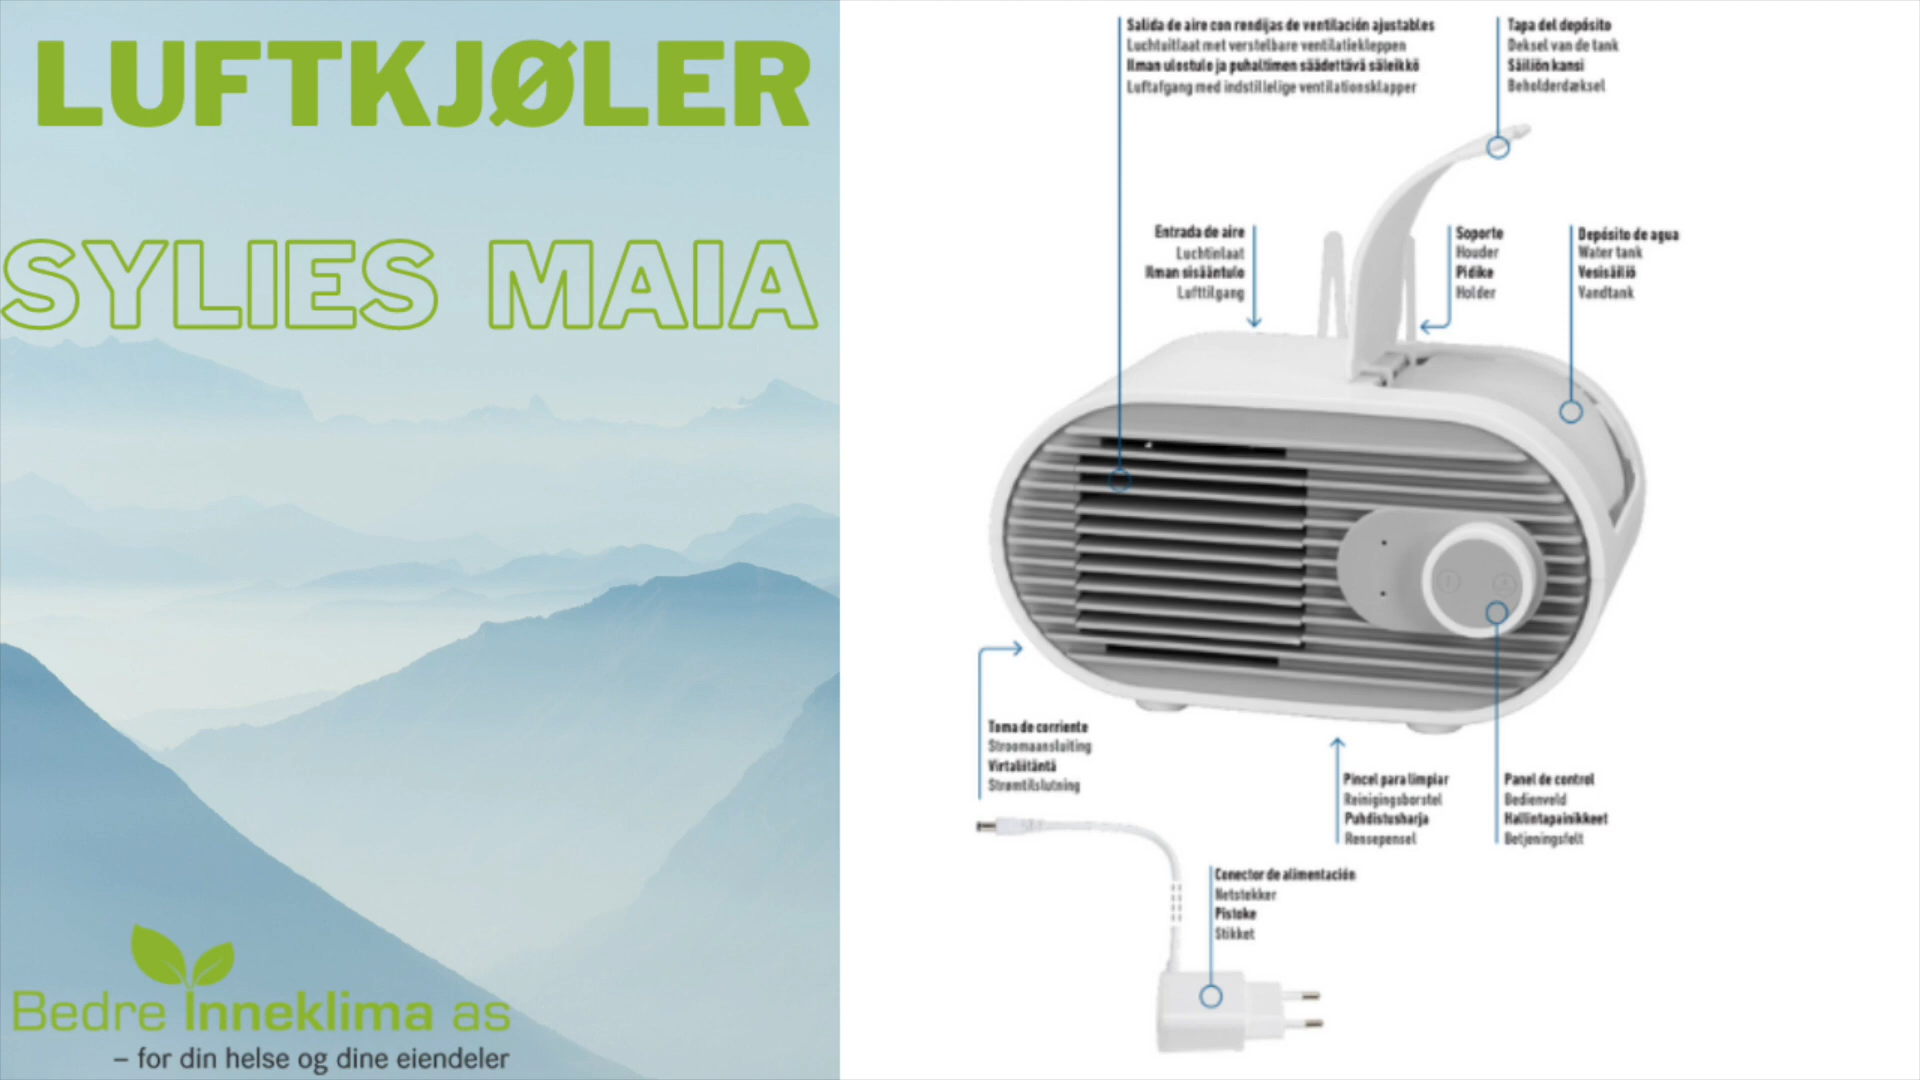 LUFTKJØLER
SYLIES MAIA
Bedre Inneklima as
– for din helse og dine eiendeler
Salida de aire con rendijas de ventilación ajustables
Luchtuitlaat met verstelbare ventilatiekleppen
Ilman ulostulo ja puhaltimen säädettävä säleikkö
Luftafgang med indstillelige ventilationsklapper
Tapa del depósito
Deksel van de tank
Säiliön kansi
Beholderdæksel
Entrada de aire
Luchtinlaat
Ilman sisääntulo
Lufttilgang
Soporte
Houder
Pidike
Holder
Depósito de agua
Water tank
Vesisäiliö
Vandtank
Toma de corriente
Stroomaansluiting
Virtaliitäntä
Strømtilslutning
Pincel para limpiar
Reinigingsborstel
Puhdistusharja
Rensepensel
Panel de control
Bedienveld
Hallintapainikkeet
Betjeningsfelt
Conector de alimentación
Netstekker
Pistoke
Stikket